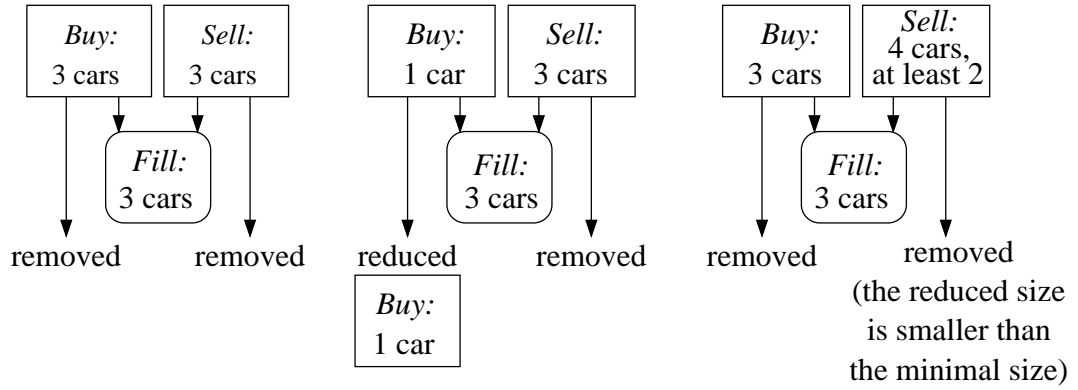 Buy:
3 cars
Sell:
3 cars
Fill:
3 cars
removed
removed
Buy:
1 car
Sell:
3 cars
Fill:
3 cars
reduced
removed
Buy:
1 car
Buy:
3 cars
Sell:
4 cars,
at least 2
Fill:
3 cars
removed
removed
(the reduced size
is smaller than
the minimal size)